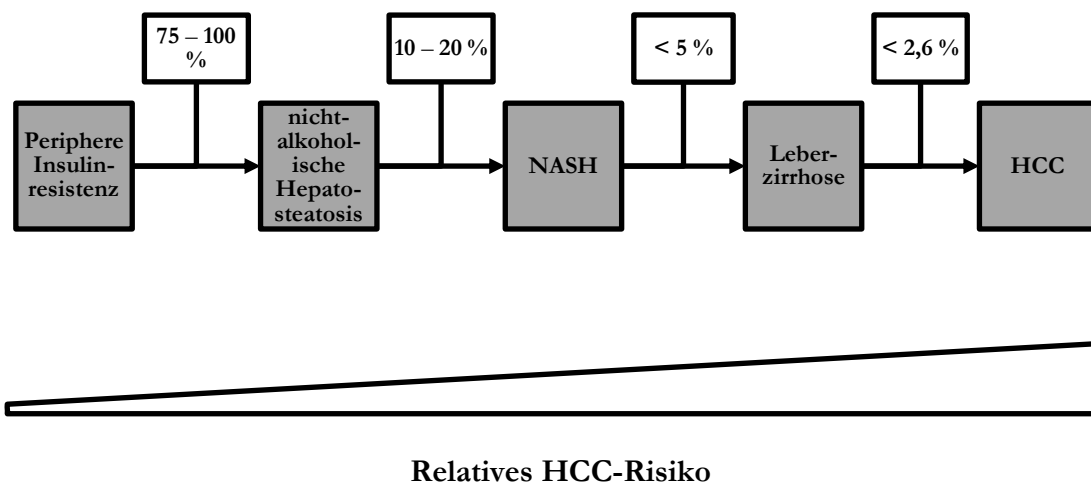 75 – 100
%
10 – 20 %
< 5 %
< 2,6 %
Periphere
Insulin-
resistenz
nicht-
alkohol-
ische
Hepato-
steatosis
NASH
Leber-
zirrhose
HCC
Relatives HCC-Risiko